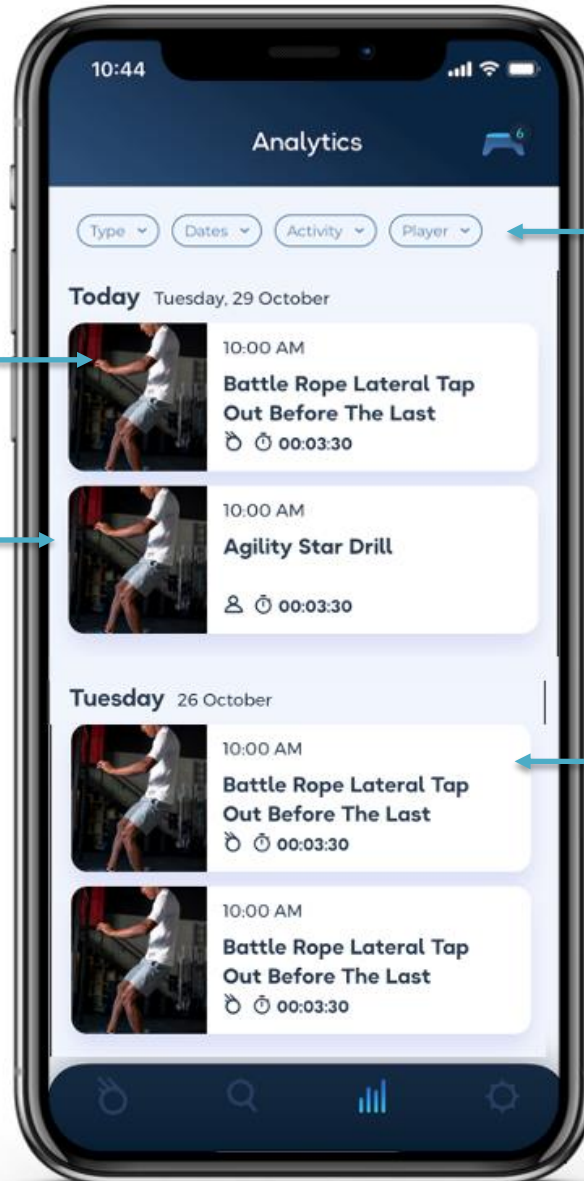 10:44
Analytics
6
Type
Dates
Activity
Player
Today Tuesday, 29 October
10:00 AM
Battle Rope Lateral Tap
Out Before The Last
00:03:30
10:00 AM
Agility Star Drill
00:03:30
Tuesday 26 October
10:00 AM
Battle Rope Lateral Tap
Out Before The Last
00:03:30
10:00 AM
Battle Rope Lateral Tap
Out Before The Last
00:03:30